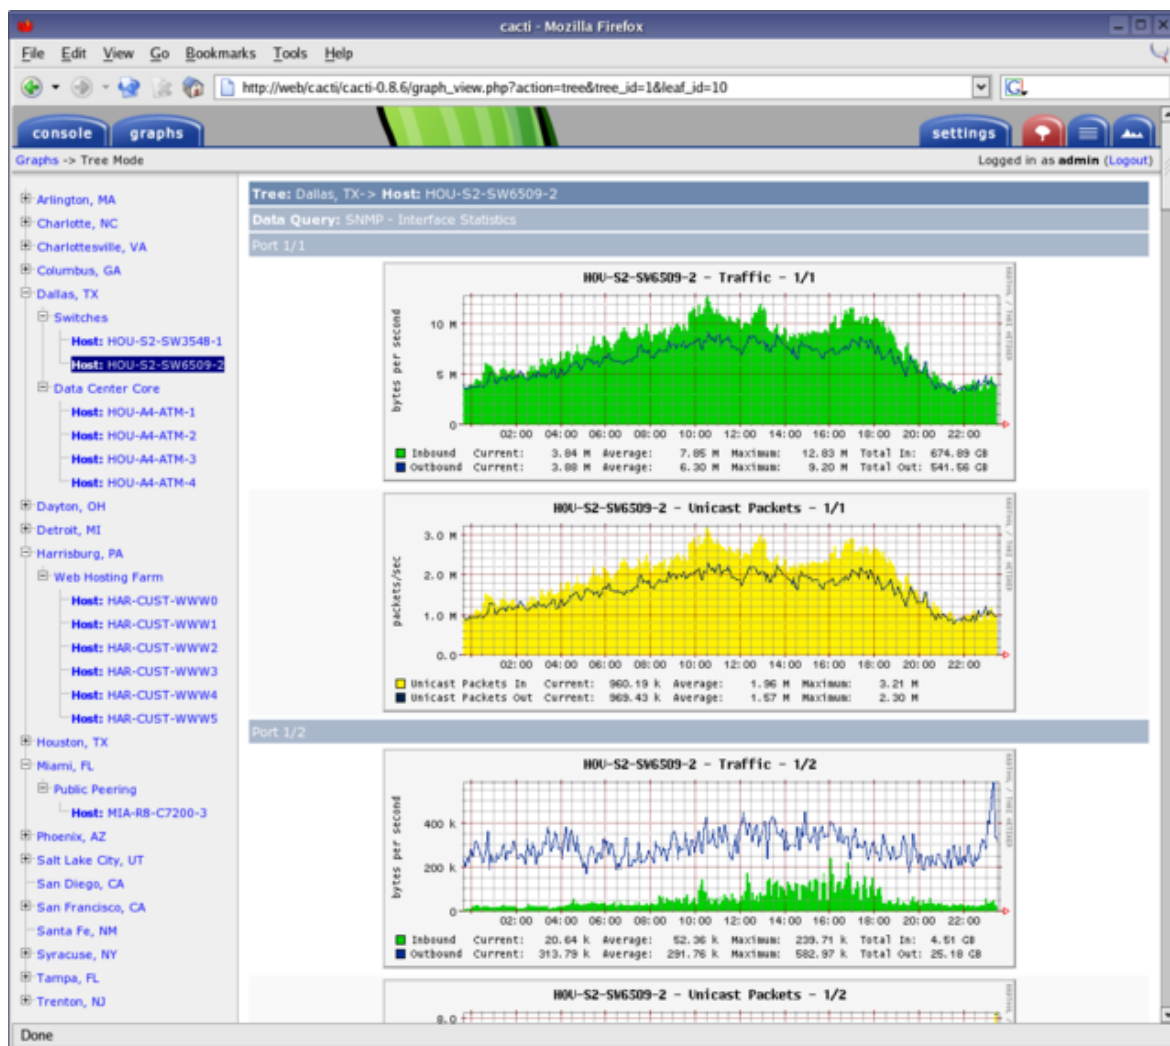 cacti - Mozilla Firefox
File Edit View Go Bookmarks Tools Help
http://web/cacti/cacti-0.8.6/graph_view.php?action=tree&tree_id=1&leaf_id=10
G
console graphs settings
Graphs -> Tree Mode
Logged in as admin (Logout)
Arlington, MA
Charlotte, NC
Charlottesville, VA
Columbus, GA
Dallas, TX
Switches
Host: HOU-S2-SW3548-1
Host: HOU-S2-SW6509-2
Data Center Core
Host: HOU-A4-ATM-1
Host: HOU-A4-ATM-2
Host: HOU-A4-ATM-3
Host: HOU-A4-ATM-4
Dayton, OH
Detroit, MI
Harrisburg, PA
Web Hosting Farm
Host: HAR-CUST-WWW0
Host: HAR-CUST-WWW1
Host: HAR-CUST-WWW2
Host: HAR-CUST-WWW3
Host: HAR-CUST-WWW4
Host: HAR-CUST-WWW5
Houston, TX
Miami, FL
Public Peering
Host: MIA-R8-C7200-3
Phoenix, AZ
Salt Lake City, UT
San Diego, CA
San Francisco, CA
Santa Fe, NM
Syracuse, NY
Tampa, FL
Trenton, NJ
Tree: Dallas, TX-> Host: HOU-S2-SW6509-2
Data Query: SNMP - Interface Statistics
Port 1/1
HOU-S2-SW6509-2 - Traffic - 1/1
bytes per second
10 M
5 M
0
02:00 04:00 06:00 08:00 10:00 12:00 14:00 16:00 18:00 20:00 22:00
Inbound Current: 3.84 M Average: 7.85 M Maximum: 12.83 M Total In: 674.89 GB
Outbound Current: 3.88 M Average: 6.30 M Maximum: 9.20 M Total Out: 541.56 GB
HOU-S2-SW6509-2 - Unicast Packets - 1/1
packets/sec
3.0 M
2.0 M
1.0 M
0.0
02:00 04:00 06:00 08:00 10:00 12:00 14:00 16:00 18:00 20:00 22:00
Unicast Packets In Current: 960.19 k Average: 1.96 M Maximum: 3.21 M
Unicast Packets Out Current: 969.43 k Average: 1.57 M Maximum: 2.30 M
Port 1/2
HOU-S2-SW6509-2 - Traffic - 1/2
bytes per second
400 k
200 k
0
02:00 04:00 06:00 08:00 10:00 12:00 14:00 16:00 18:00 20:00 22:00
Inbound Current: 20.64 k Average: 52.36 k Maximum: 239.71 k Total In: 4.51 GB
Outbound Current: 313.79 k Average: 291.76 k Maximum: 582.97 k Total Out: 25.18 GB
HOU-S2-SW6509-2 - Unicast Packets - 1/2
8.0
Done